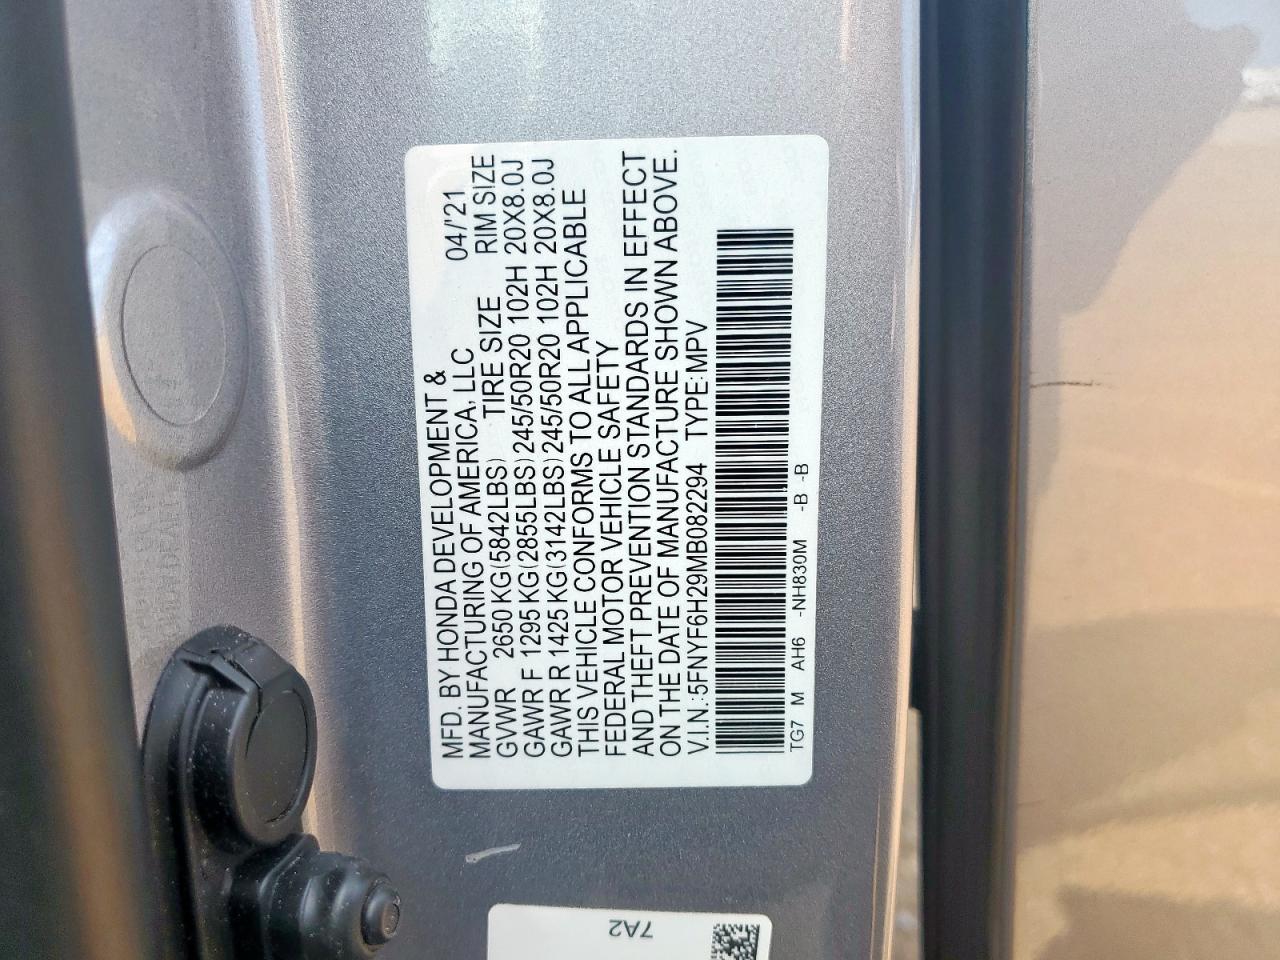 MFD. BY HONDA DEVELOPMENT &
MANUFACTURING OF AMERICA, LLC 04/'21
GVWR 2650 KG(5842LBS) TIRE SIZE RIM SIZE
GAWR F 1295 KG(2855LBS) 245/50R20 102H 20X8.0J
GAWR R 1425 KG(3142LBS) 245/50R20 102H 20X8.0J
THIS VEHICLE CONFORMS TO ALL APPLICABLE
FEDERAL MOTOR VEHICLE SAFETY
AND THEFT PREVENTION STANDARDS IN EFFECT
ON THE DATE OF MANUFACTURE SHOWN ABOVE.
V.I.N.:5FNYF6H29MB082294 TYPE:MPV
TG7 M AH6 -NH830M -B -B
7A2